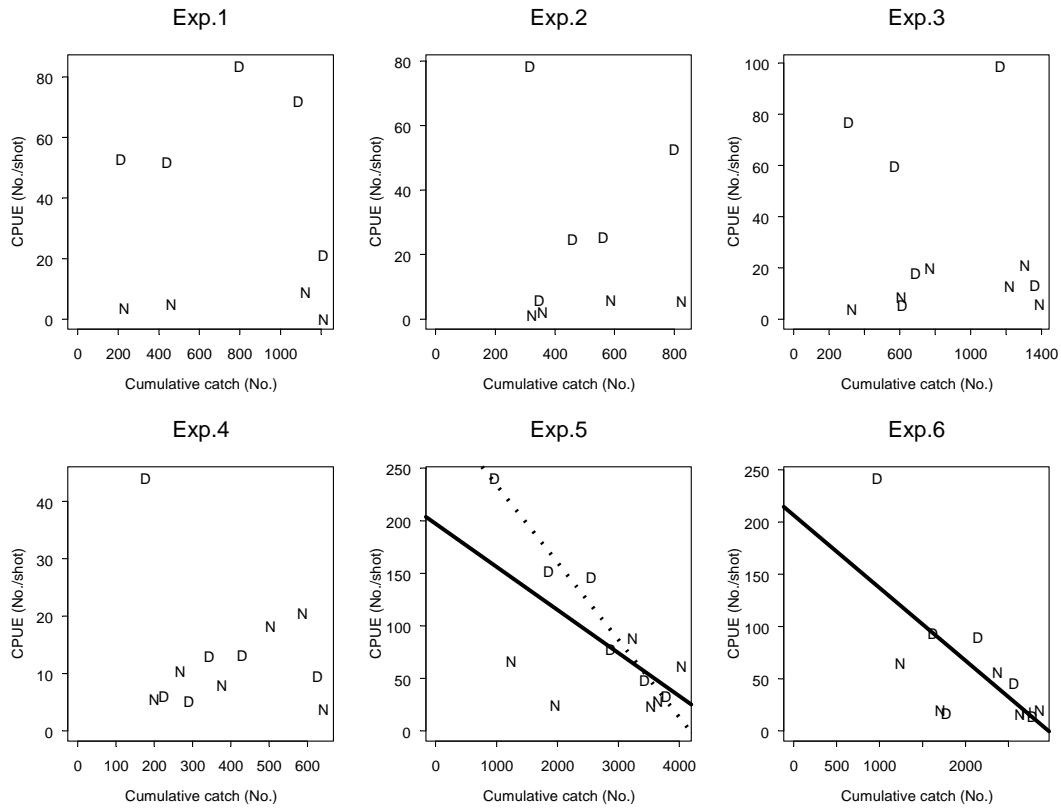 Exp.1
CPUE (No./shot)
80
60
40
20
0
D
D
D
D
D
N
N
N
N
0 200 400 600 800 1000
Cumulative catch (No.)
Exp.2
CPUE (No./shot)
80
60
40
20
0
D
D
D
D
D
N
N
N
N
0 200 400 600 800
Cumulative catch (No.)
Exp.3
CPUE (No./shot)
100
80
60
40
20
0
D
D
D
D
D
D
N
N
N
N
N
N
0 200 600 1000 1400
Cumulative catch (No.)
Exp.4
CPUE (No./shot)
40
30
20
10
0
D
D
D
D
D
D
N
N
N
N
N
N
0 100 200 300 400 500 600
Cumulative catch (No.)
Exp.5
CPUE (No./shot)
250
200
150
100
50
0
D
D
D
D
D
D
N
N
N
N
N
N
0 1000 2000 3000 4000
Cumulative catch (No.)
Exp.6
CPUE (No./shot)
250
200
150
100
50
0
D
D
D
D
D
D
N
N
N
N
N
0 500 1000 2000
Cumulative catch (No.)